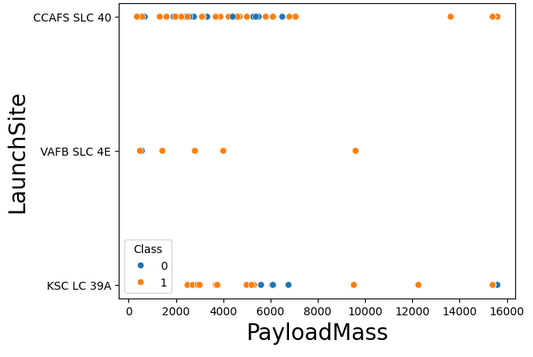 CCAFS SLC 40
VAFB SLC 4E
KSC LC 39A
LaunchSite
Class
0
1
0 2000 4000 6000 8000 10000 12000 14000 16000
PayloadMass